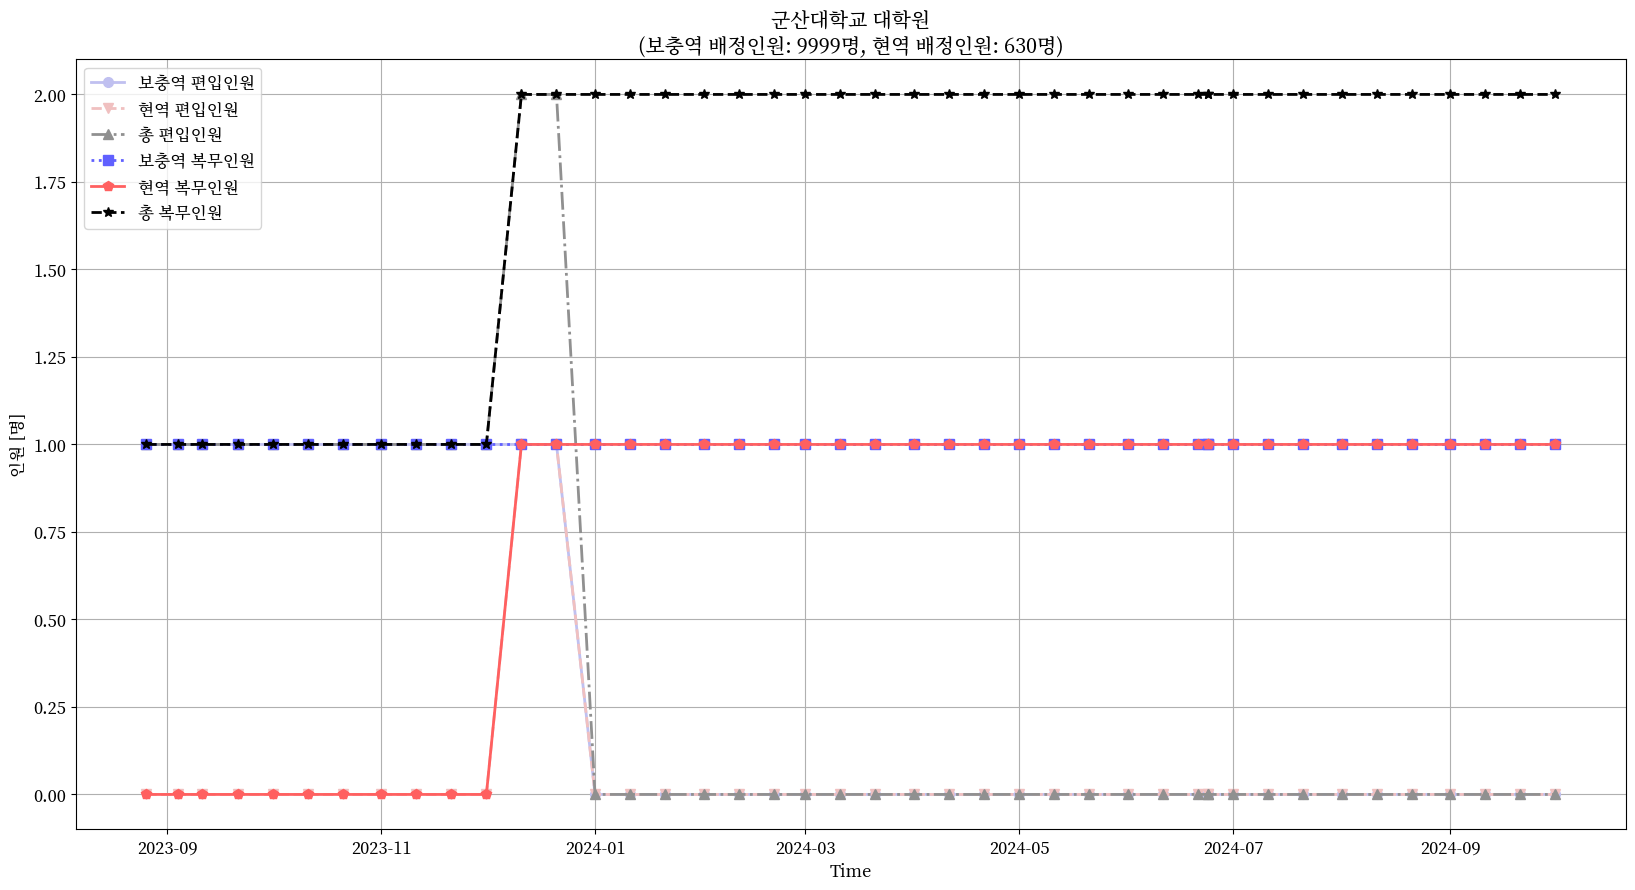 군산대학교 대학원
(보충역 배정인원: 9999명, 현역 배정인원: 630명)
보충역 편입인원
현역 편입인원
총 편입인원
보충역 복무인원
현역 복무인원
총 복무인원
인원 [명]
2.00
1.75
1.50
1.25
1.00
0.75
0.50
0.25
0.00
2023-09
2023-11
2024-01
2024-03
2024-05
2024-07
2024-09
Time